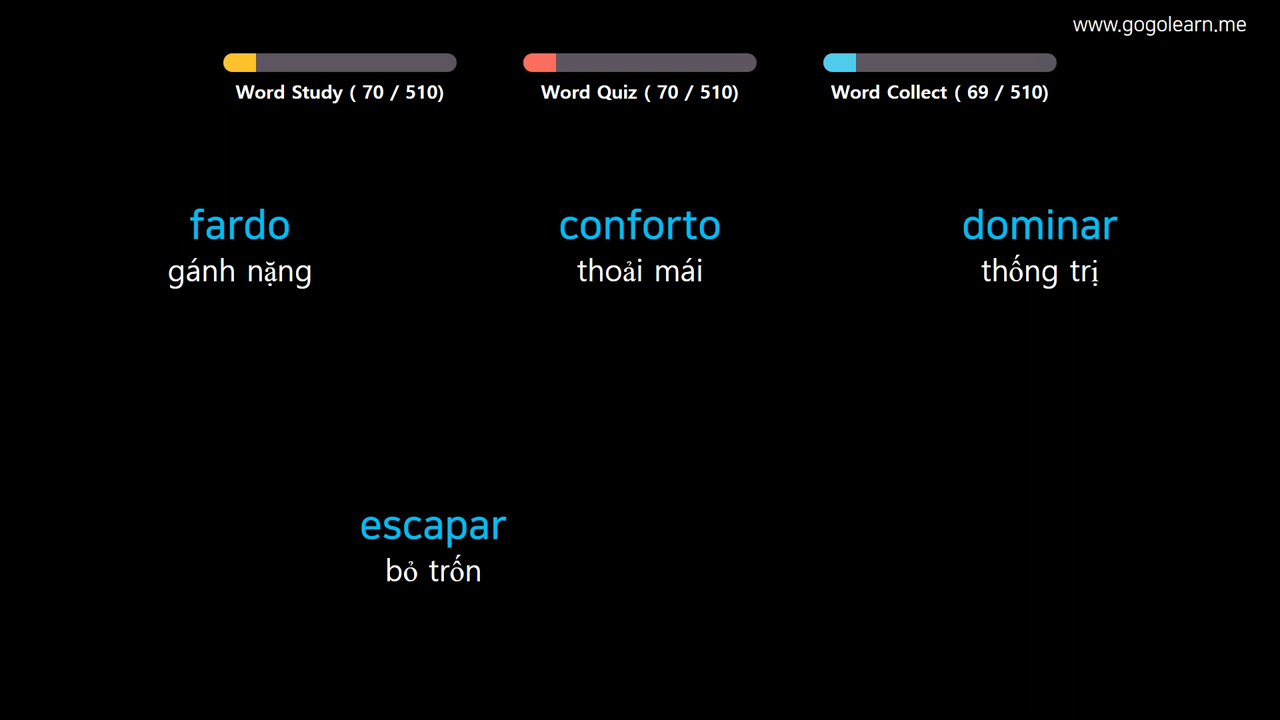 www.gogolearn.me
Word Study ( 70 / 510)
Word Quiz ( 70 / 510)
Word Collect ( 69 / 510)
fardo
gánh nặng
conforto
thoải mái
dominar
thống trị
escapar
bỏ trốn